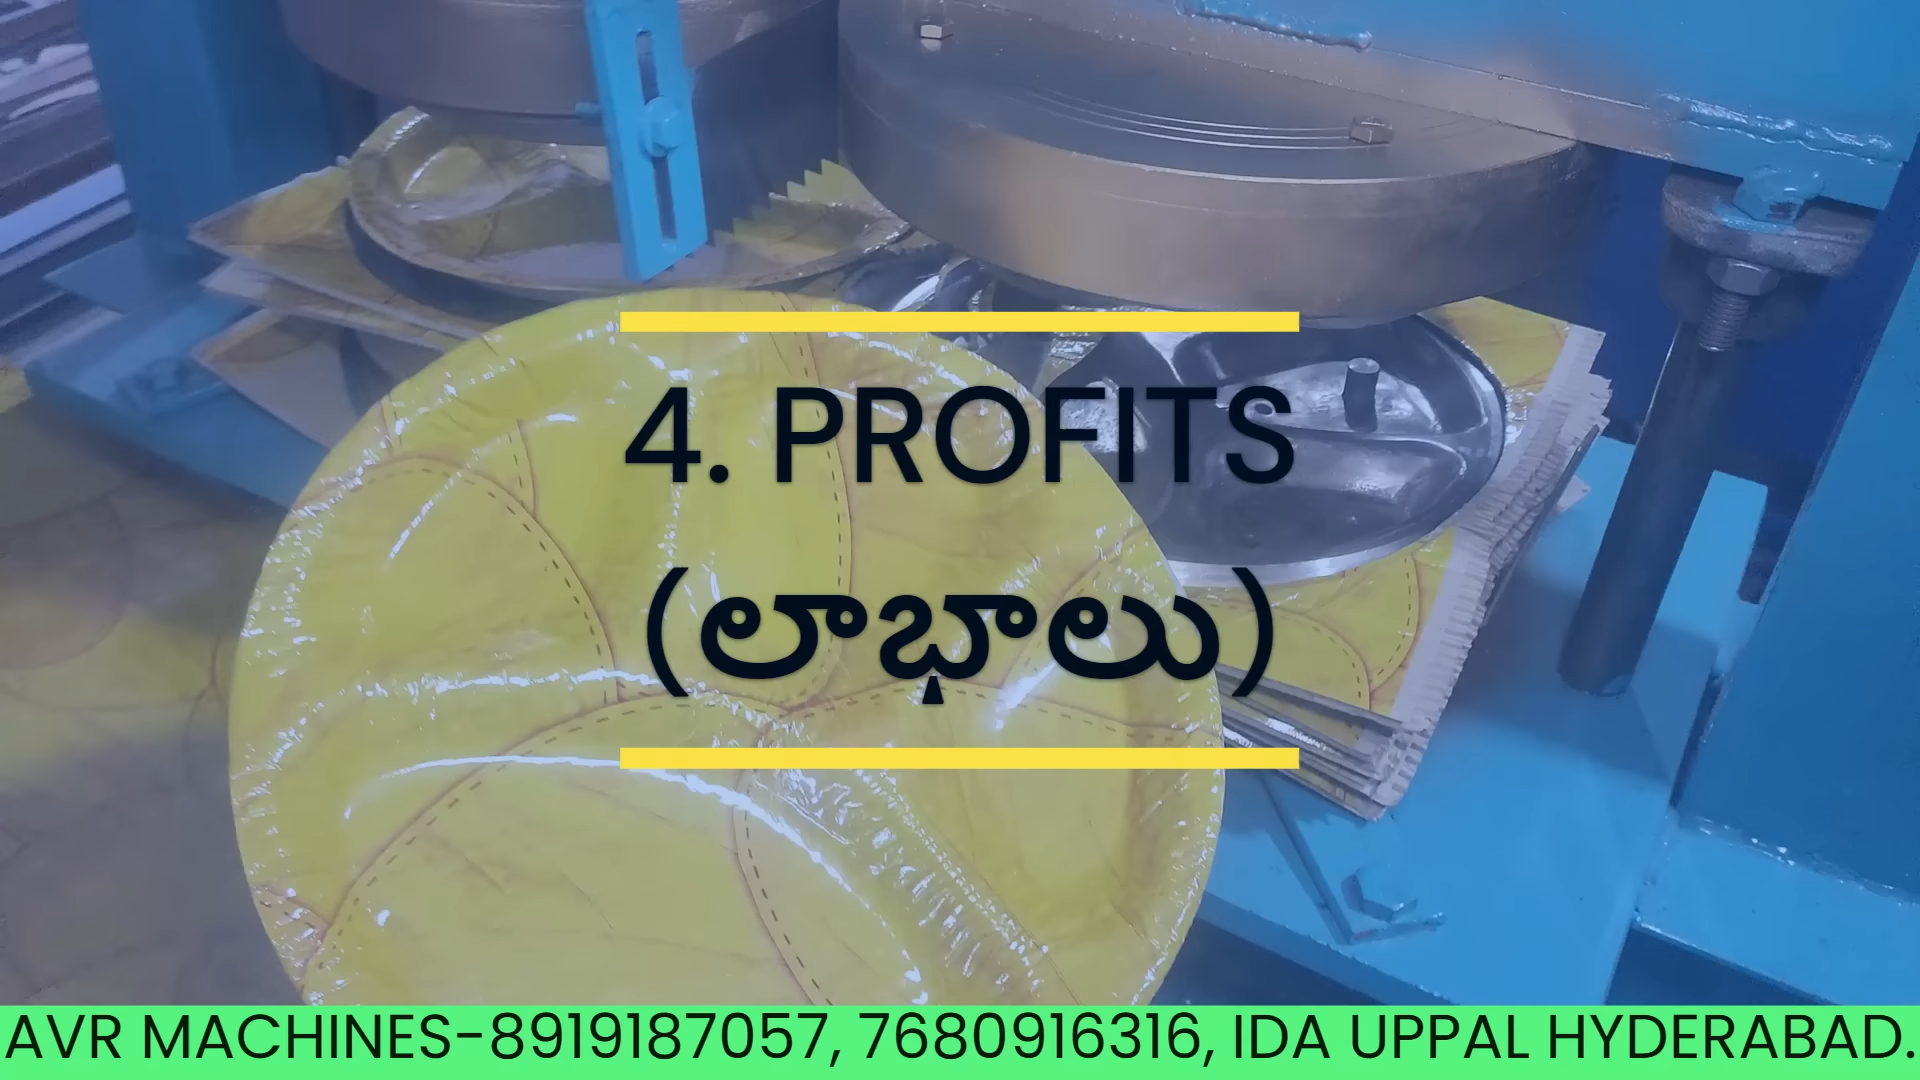 4. PROFITS
(లాభాలు)
AVR MACHINES-8919187057, 7680916316, IDA UPPAL HYDERABAD.